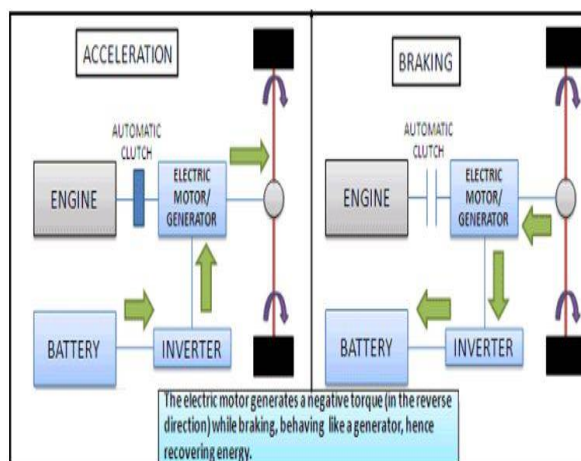 ACCELERATION
AUTOMATIC
CLUTCH
ENGINE
ELECTRIC
MOTOR/
GENERATOR
BATTERY
INVERTER
BRAKING
AUTOMATIC
CLUTCH
ENGINE
ELECTRIC
MOTOR/
GENERATOR
BATTERY
INVERTER
The electric motor generates a negative torque (in the reverse
direction) while braking, behaving like a generator, hence
recovering energy.